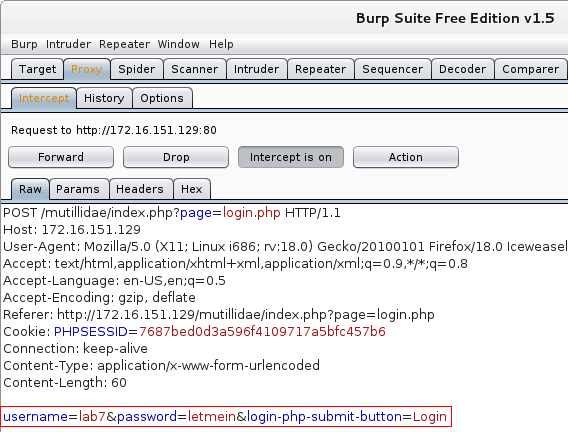 Burp Suite Free Edition v1.5
Burp Intruder Repeater Window Help
Target Proxy Spider Scanner Intruder Repeater Sequencer Decoder Comparer
Intercept History Options
Request to http://172.16.151.129:80
Forward Drop Intercept is on Action
Raw Params Headers Hex
POST /mutillidae/index.php?page=login.php HTTP/1.1
Host: 172.16.151.129
User-Agent: Mozilla/5.0 (X11; Linux i686; rv:18.0) Gecko/20100101 Firefox/18.0 Iceweasel
Accept: text/html,application/xhtml+xml,application/xml;q=0.9,*/*;q=0.8
Accept-Language: en-US,en;q=0.5
Accept-Encoding: gzip, deflate
Referer: http://172.16.151.129/mutillidae/index.php?page=login.php
Cookie: PHPSESSID=7687bed0d3a596f4109717a5bfc457b6
Connection: keep-alive
Content-Type: application/x-www-form-urlencoded
Content-Length: 60
username=lab7&password=letmein&login-php-submit-button=Login